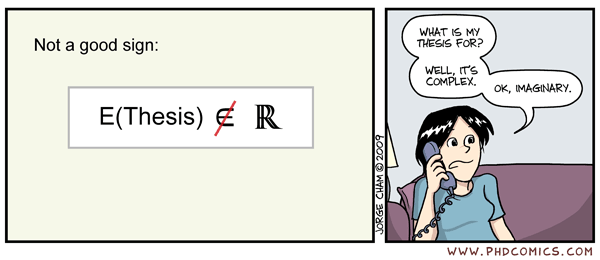 Not a good sign:
E(Thesis) ∉ ℝ
JORGE CHAM © 2009
WHAT IS MY
THESIS FOR?
WELL, IT'S
COMPLEX.
OK, IMAGINARY.
WWW.PHDCOMICS.COM